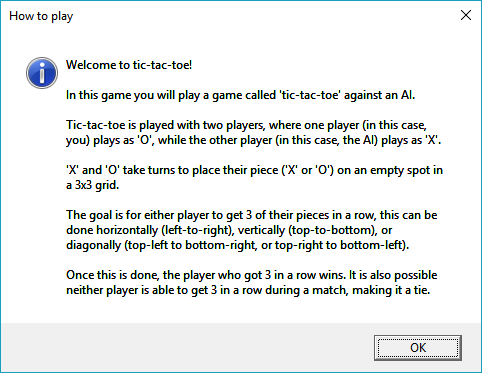 How to play
Welcome to tic-tac-toe!
In this game you will play a game called 'tic-tac-toe' against an AI.
Tic-tac-toe is played with two players, where one player (in this case,
you) plays as 'O', while the other player (in this case, the AI) plays as 'X'.
'X' and 'O' take turns to place their piece ('X' or 'O') on an empty spot in
a 3x3 grid.
The goal is for either player to get 3 of their pieces in a row, this can be
done horizontally (left-to-right), vertically (top-to-bottom), or
diagonally (top-left to bottom-right, or top-right to bottom-left).
Once this is done, the player who got 3 in a row wins. It is also possible
neither player is able to get 3 in a row during a match, making it a tie.
OK